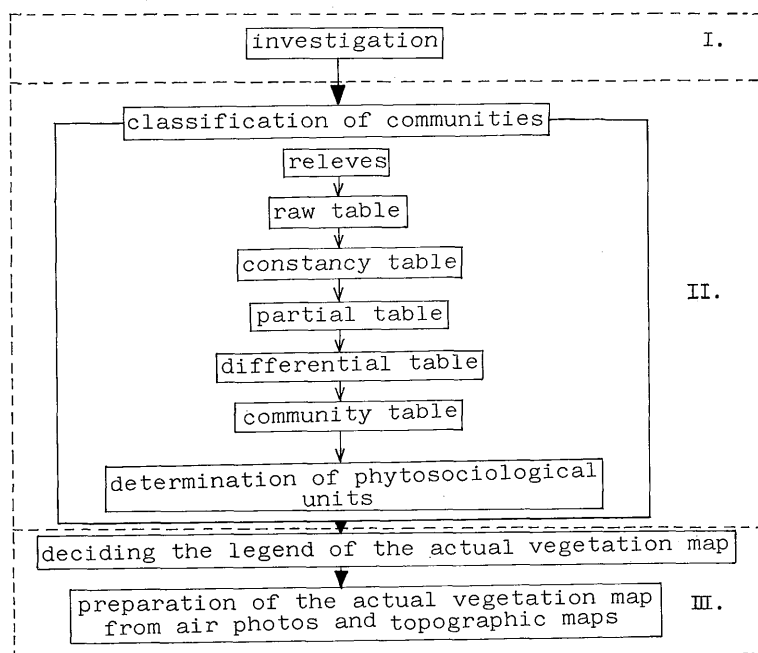 investigation
I.
classification of communities
releves
raw table
constancy table
II.
partial table
differential table
community table
determination of phytosociological
units
deciding the legend of the actual vegetation map
preparation of the actual vegetation map
III.
from air photos and topographic maps